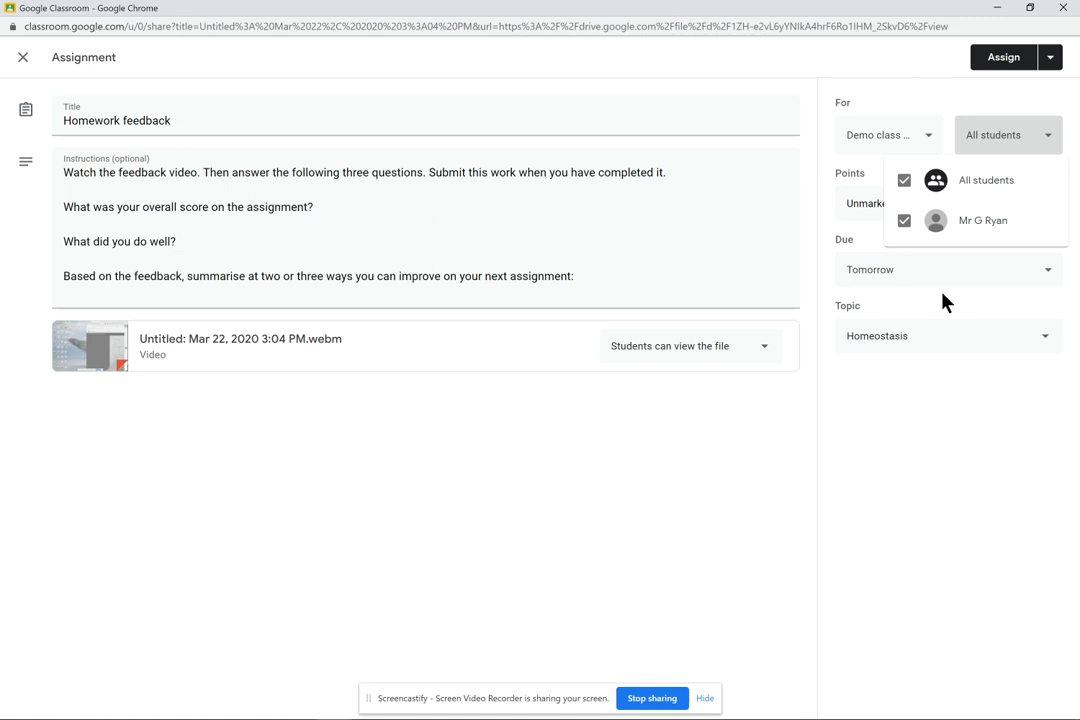 Google Classroom - Google Chrome
classroom.google.com/u/0/share?title=Untitled%3A%20Mar%2022%2C%202020%203%3A04%20PM&url=https%3A%2F%2Fdrive.google.com%2Ffile%2Fd%2F1ZH-e2vL6yYNIkA4hrF6Ro1IHM_2SkvD6%2Fview
Assignment
Assign
Title
Homework feedback
Instructions (optional)
Watch the feedback video. Then answer the following three questions. Submit this work when you have completed it.
What was your overall score on the assignment?
What did you do well?
Based on the feedback, summarise at two or three ways you can improve on your next assignment:
Untitled: Mar 22, 2020 3:04 PM.webm
Video
Students can view the file
For
Demo class ...
All students
All students
Mr G Ryan
Points
Unmarke
Due
Tomorrow
Topic
Homeostasis
Screencastify - Screen Video Recorder is sharing your screen.
Stop sharing
Hide